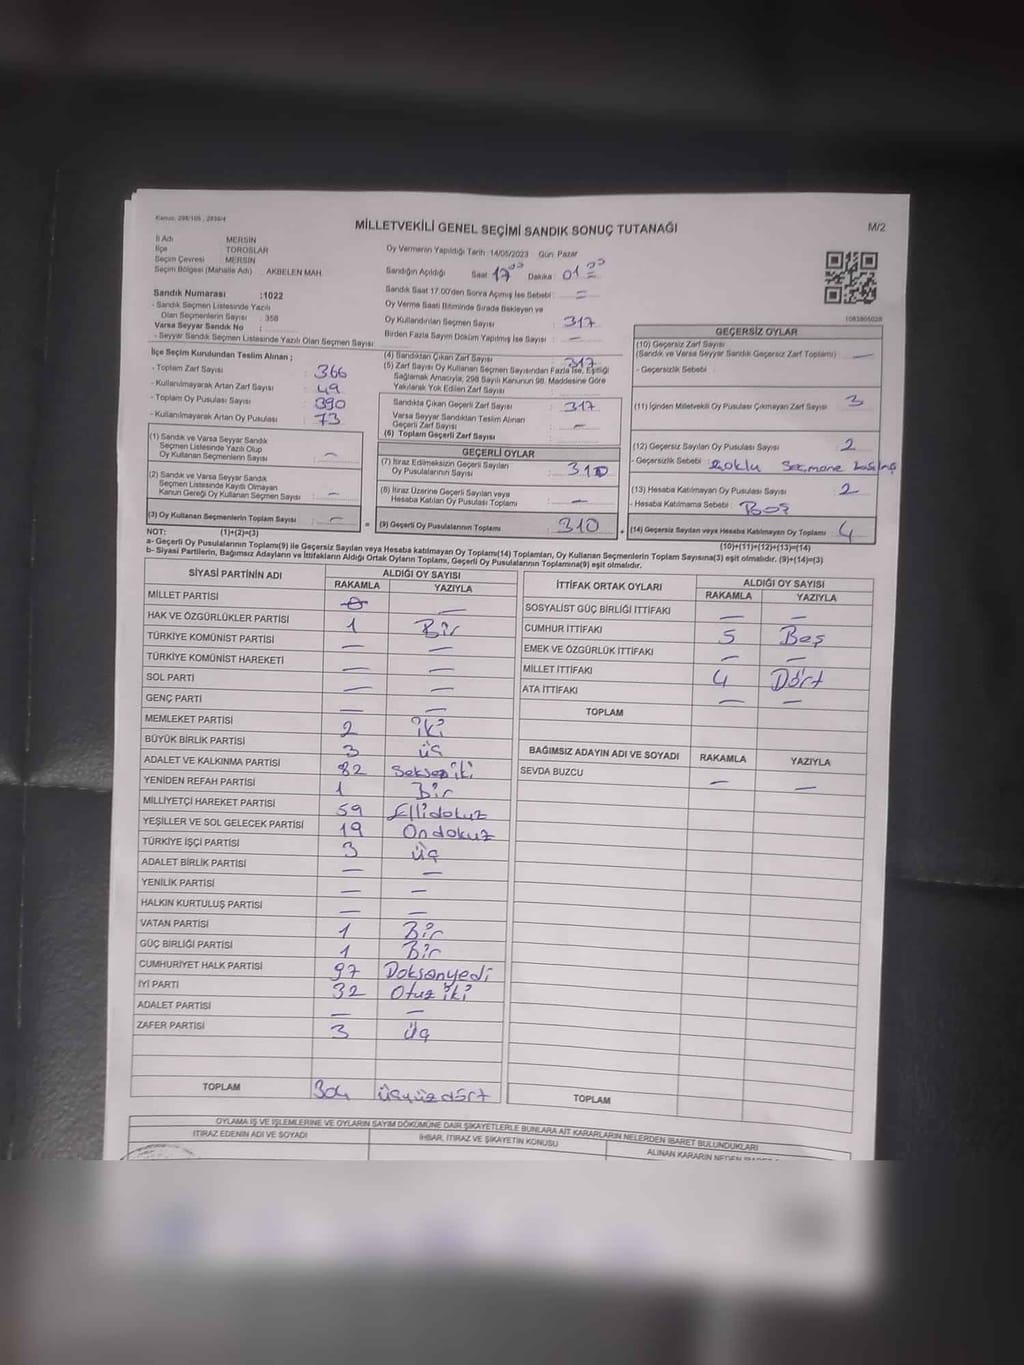 Kanun: 298/105 , 2839/4
MİLLETVEKİLİ GENEL SEÇİMİ SANDIK SONUÇ TUTANAĞI
M/2
İl Adı : MERSİN
İlçe : TOROSLAR
Seçim Çevresi : MERSİN
Seçim Bölgesi (Mahalle Adı) : AKBELEN MAH.
Oy Vermenin Yapıldığı Tarih: 14/05/2023 Gün: Pazar
Sandığın Açıldığı Saat: 17 Dakika: 01
Sandık Saat 17.00'den Sonra Açılmış İse Sebebi : =
Oy Verme Saati Bitiminde Sırada Bekleyen ve
Oy Kullandırılan Seçmen Sayısı : 317
Birden Fazla Sayım Döküm Yapılmış İse Sayısı : —
1083805028
Sandık Numarası :1022
- Sandık Seçmen Listesinde Yazılı
Olan Seçmenlerin Sayısı : 358
Varsa Seyyar Sandık No :
- Seyyar Sandık Seçmen Listesinde Yazılı Olan Seçmen Sayısı:
İlçe Seçim Kurulundan Teslim Alınan ;
- Toplam Zarf Sayısı : 366
- Kullanılmayarak Artan Zarf Sayısı : 49
- Toplam Oy Pusulası Sayısı : 390
- Kullanılmayarak Artan Oy Pusulası : 73
(1) Sandık ve Varsa Seyyar Sandık
Seçmen Listesinde Yazılı Olup
Oy Kullanan Seçmenlerin Sayısı : —
(2) Sandık ve Varsa Seyyar Sandık
Seçmen Listesinde Kayıtlı Olmayan
Kanun Gereği Oy Kullanan Seçmen Sayısı : —
(3) Oy Kullanan Seçmenlerin Toplam Sayısı : —
(4) Sandıktan Çıkan Zarf Sayısı : 317
(5) Zarf Sayısı Oy Kullanan Seçmen Sayısından Fazla İse, Eşitliği
Sağlamak Amacıyla, 298 Sayılı Kanunun 98. Maddesine Göre
Yakılarak Yok Edilen Zarf Sayısı :
Sandıkta Çıkan Geçerli Zarf Sayısı : 317
Varsa Seyyar Sandıktan Teslim Alınan
Geçerli Zarf Sayısı : —
(6) Toplam Geçerli Zarf Sayısı :
GEÇERLİ OYLAR
(7) İtiraz Edilmeksizin Geçerli Sayılan
Oy Pusulalarının Sayısı : 310
(8) İtiraz Üzerine Geçerli Sayılan veya
Hesaba Katılan Oy Pusulası Toplamı : —
= (9) Geçerli Oy Pusulalarının Toplamı : 310 +
GEÇERSİZ OYLAR
(10) Geçersiz Zarf Sayısı
(Sandık ve Varsa Seyyar Sandık Geçersiz Zarf Toplamı) : —
- Geçersizlik Sebebi :
(11) İçinden Milletvekili Oy Pusulası Çıkmayan Zarf Sayısı : 3
(12) Geçersiz Sayılan Oy Pusulası Sayısı : 2
- Geçersizlik Sebebi :
(13) Hesaba Katılmayan Oy Pusulası Sayısı : 2
- Hesaba Katılmama Sebebi : Boş
(14) Geçersiz Sayılan veya Hesaba Katılmayan Oy Toplamı : 4
NOT: (1)+(2)=(3)
(10)+(11)+(12)+(13)=(14)
a- Geçerli Oy Pusulalarının Toplamı(9) ile Geçersiz Sayılan veya Hesaba katılmayan Oy Toplamı(14) Toplamları, Oy Kullanan Seçmenlerin Toplam Sayısına(3) eşit olmalıdır. (9)+(14)=(3)
b- Siyasi Partilerin, Bağımsız Adayların ve İttifakların Aldığı Ortak Oyların Toplamı, Geçerli Oy Pusulalarının Toplamına(9) eşit olmalıdır.
SİYASİ PARTİNİN ADI ALDIĞI OY SAYISI
RAKAMLA YAZIYLA
MİLLET PARTİSİ —
HAK VE ÖZGÜRLÜKLER PARTİSİ 1 Bir
TÜRKİYE KOMÜNİST PARTİSİ — —
TÜRKİYE KOMÜNİST HAREKETİ — —
SOL PARTİ — —
GENÇ PARTİ — —
MEMLEKET PARTİSİ 2 iki
BÜYÜK BİRLİK PARTİSİ 3 üç
ADALET VE KALKINMA PARTİSİ 82 Seksen iki
YENİDEN REFAH PARTİSİ 1 Bir
MİLLİYETÇİ HAREKET PARTİSİ 59 Ellidokuz
YEŞİLLER VE SOL GELECEK PARTİSİ 19 Ondokuz
TÜRKİYE İŞÇİ PARTİSİ 3 üç
ADALET BİRLİK PARTİSİ — —
YENİLİK PARTİSİ — —
HALKIN KURTULUŞ PARTİSİ — —
VATAN PARTİSİ 1 Bir
GÜÇ BİRLİĞİ PARTİSİ 1 Bir
CUMHURİYET HALK PARTİSİ 97 Doksanyedi
İYİ PARTİ 32 Otuz iki
ADALET PARTİSİ — —
ZAFER PARTİSİ 3 üç
TOPLAM 304 üçyüzdört
İTTİFAK ORTAK OYLARI ALDIĞI OY SAYISI
RAKAMLA YAZIYLA
SOSYALİST GÜÇ BİRLİĞİ İTTİFAKI — —
CUMHUR İTTİFAKI 5 Beş
EMEK VE ÖZGÜRLÜK İTTİFAKI — —
MİLLET İTTİFAKI 4 Dört
ATA İTTİFAKI — —
TOPLAM
BAĞIMSIZ ADAYIN ADI VE SOYADI RAKAMLA YAZIYLA
SEVDA BUZCU — —
TOPLAM
OYLAMA İŞ VE İŞLEMLERİNE VE OYLARIN SAYIM DÖKÜMÜNE DAİR ŞİKAYETLERLE BUNLARA AİT KARARLARIN NELERDEN İBARET BULUNDUKLARI
İTİRAZ EDENİN ADI VE SOYADI
İHBAR, İTİRAZ VE ŞİKAYETİN KONUSU
ALINAN KARARIN NEDEN İBARET